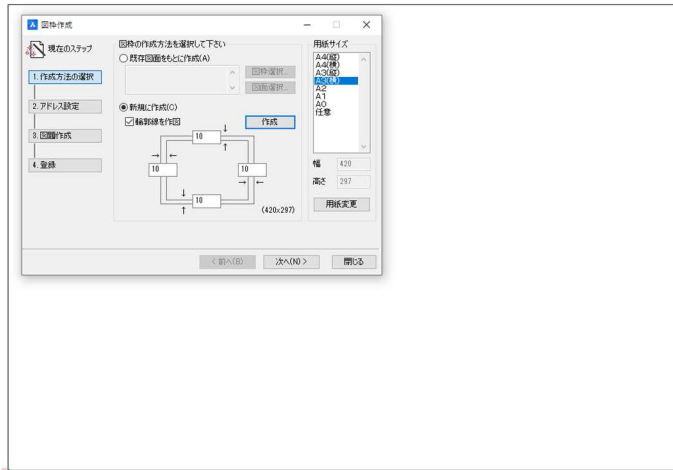 図枠作成
現在のステップ
1.作成方法の選択
2.アドレス設定
3.図面作成
4.登録
図枠の作成方法を選択して下さい
既存図面をもとに作成(A)
図枠選択...
図面選択...
新規に作成(C)
輪郭線を作図
作成
10
10
10
10
(420x297)
用紙サイズ
A4(縦)
A4(横)
A3(縦)
A3(横)
A2
A1
A0
任意
幅 420
高さ 297
用紙変更
< 前へ(B)
次へ(N) >
閉じる